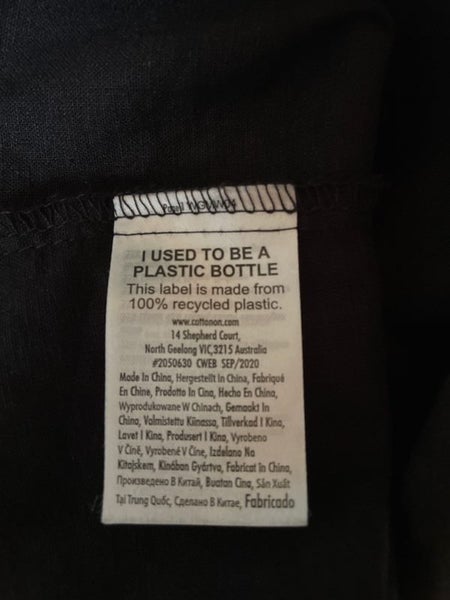 I USED TO BE A
PLASTIC BOTTLE
This label is made from
100% recycled plastic.
www.cottonon.com
14 Shepherd Court,
North Geelong VIC,3215 Australia
#2050630 CWEB SEP/2020
Made In China, Hergestellt in China, Fabriqué
En Chine, Prodotto In Cina, Hecho En China,
Wyprodukowane W Chinach, Gemaakt In
China, Valmistettu Kiinassa, Tillverkad I Kina,
Lavet I Kina, Produsert I Kina, Vyrobeno
V Číně, Vyrobené V Číne, Izdelano Na
Kitajskem, Kínában Gyártva, Fabricat în China,
Произведено В Китай, Buatan Cina, Sản Xuất
Tại Trung Quốc, Сделано В Китае, Fabricado